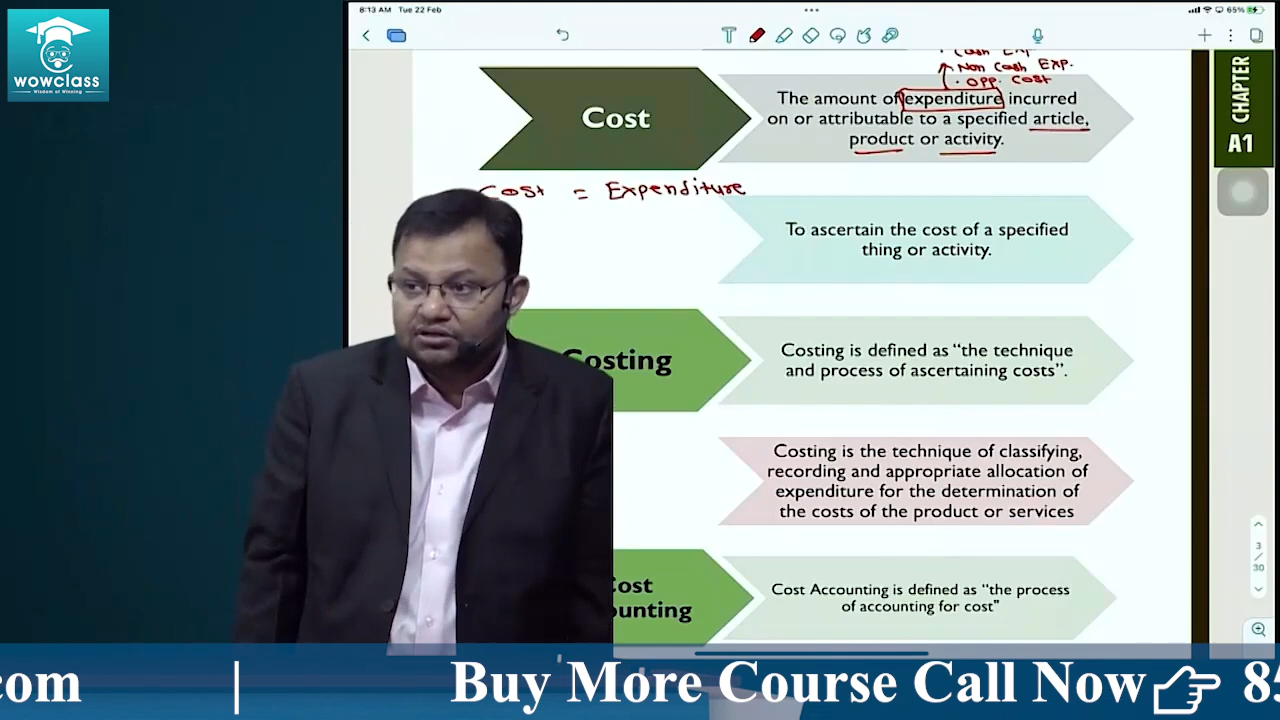 8:13 AM Tue 22 Feb
65%
wowclass
Wisdom of Winning
Non Cash Exp.
· Opp. Cost
Cost
The amount of expenditure incurred
on or attributable to a specified article,
product or activity.
Cost = Expenditure
To ascertain the cost of a specified
thing or activity.
Costing
Costing is defined as “the technique
and process of ascertaining costs”.
Costing is the technique of classifying,
recording and appropriate allocation of
expenditure for the determination of
the costs of the product or services
Cost Accounting is defined as “the process
of accounting for cost”
CHAPTER
A1
3
/
30
com | Buy More Course Call Now